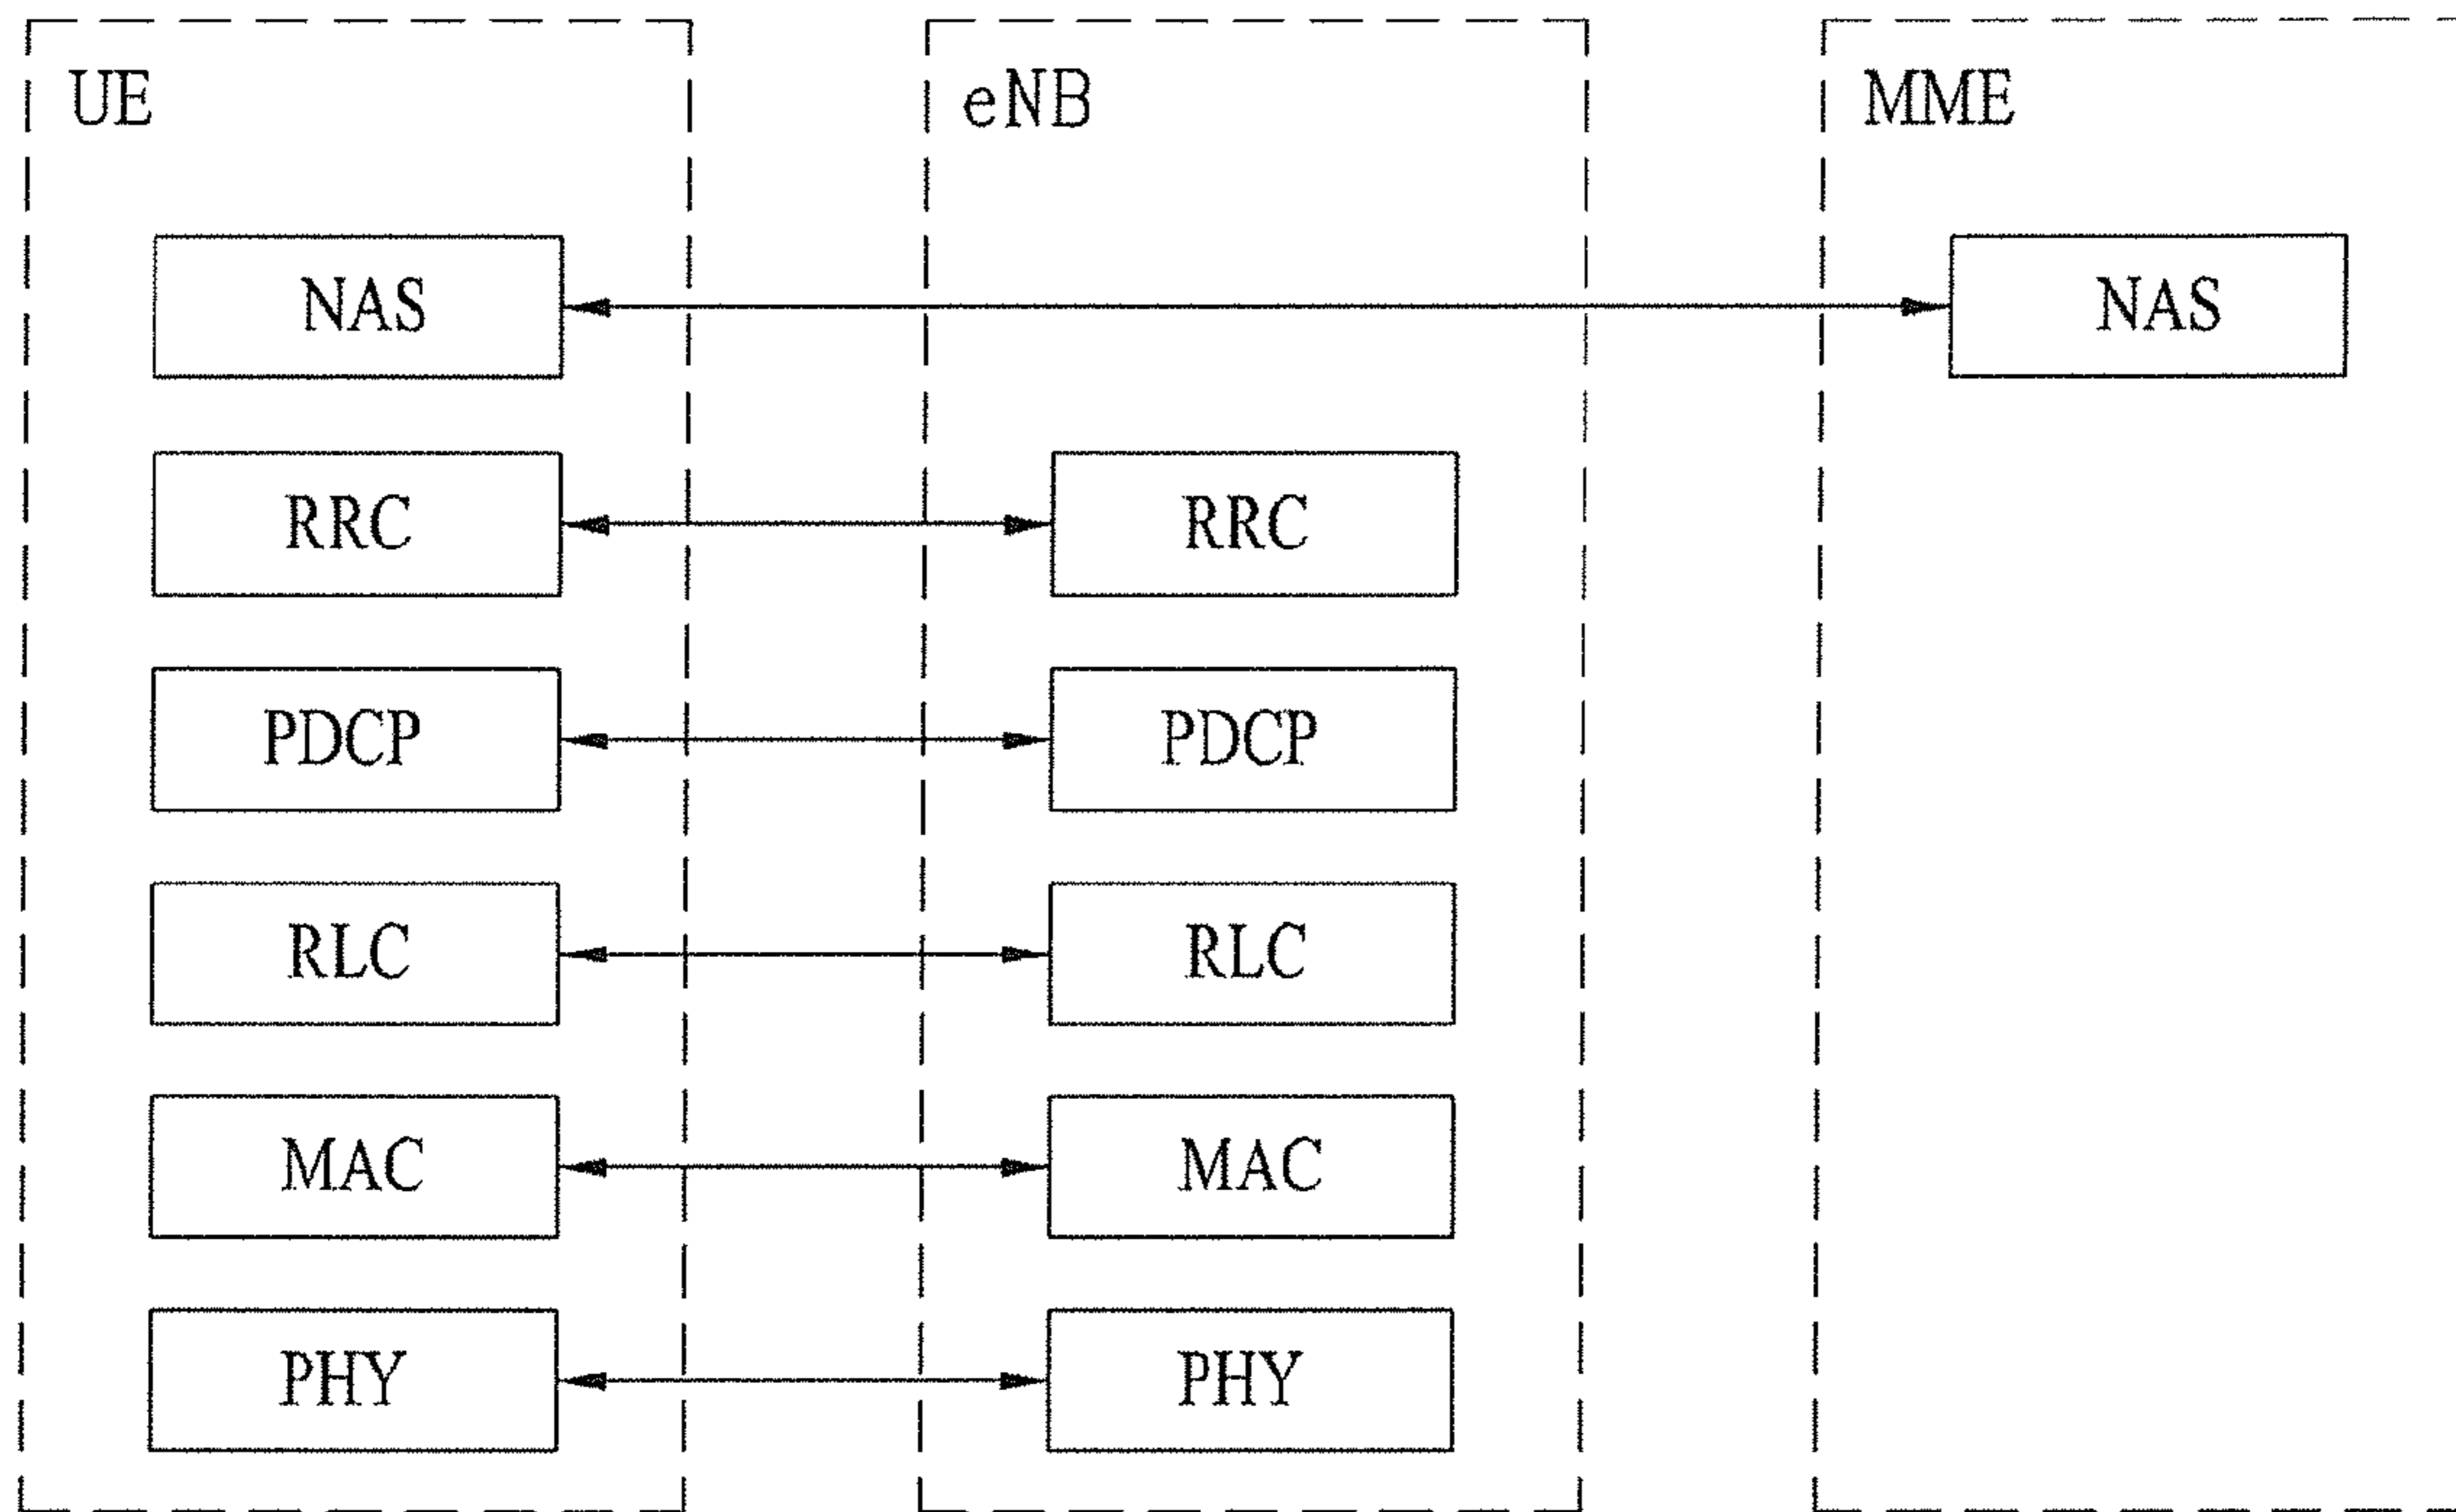 UE
eNB
MME
NAS
NAS
RRC
RRC
PDCP
PDCP
RLC
RLC
MAC
MAC
PHY
PHY